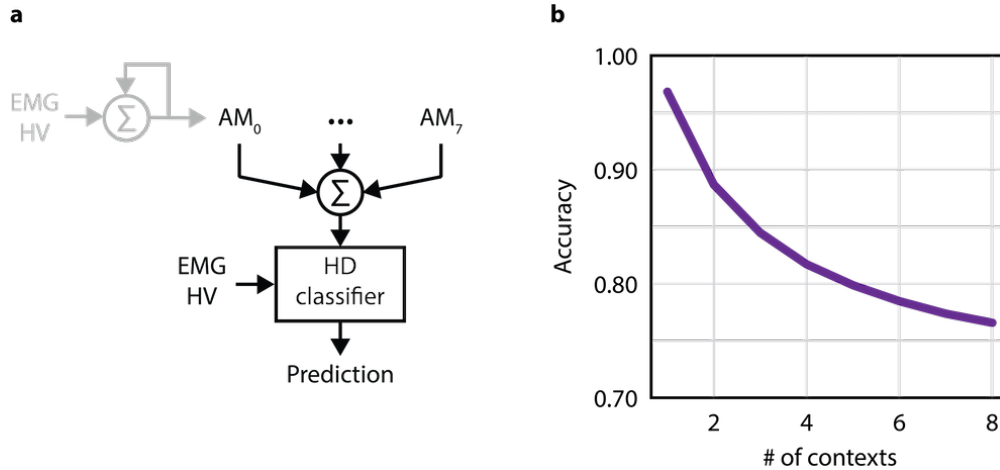 a
EMG
HV
Σ
AM₀
...
AM₇
Σ
EMG
HV
HD
classifier
Prediction
b
1.00
0.90
0.80
0.70
Accuracy
2 4 6 8
# of contexts